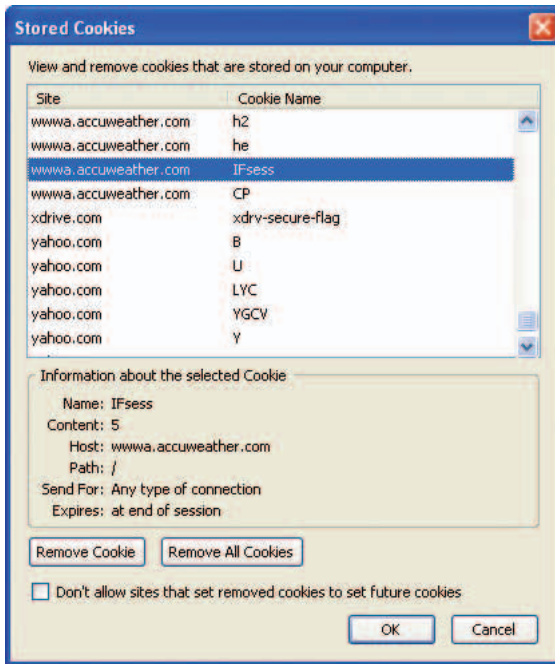 Stored Cookies
View and remove cookies that are stored on your computer.
Site Cookie Name
wwwa.accuweather.com h2
wwwa.accuweather.com he
wwwa.accuweather.com IFsess
wwwa.accuweather.com CP
xdrive.com xdrv-secure-flag
yahoo.com B
yahoo.com U
yahoo.com LYC
yahoo.com YGCV
yahoo.com Y
Information about the selected Cookie
Name: IFsess
Content: 5
Host: wwwa.accuweather.com
Path: /
Send For: Any type of connection
Expires: at end of session
Remove Cookie Remove All Cookies
Don't allow sites that set removed cookies to set future cookies
OK Cancel